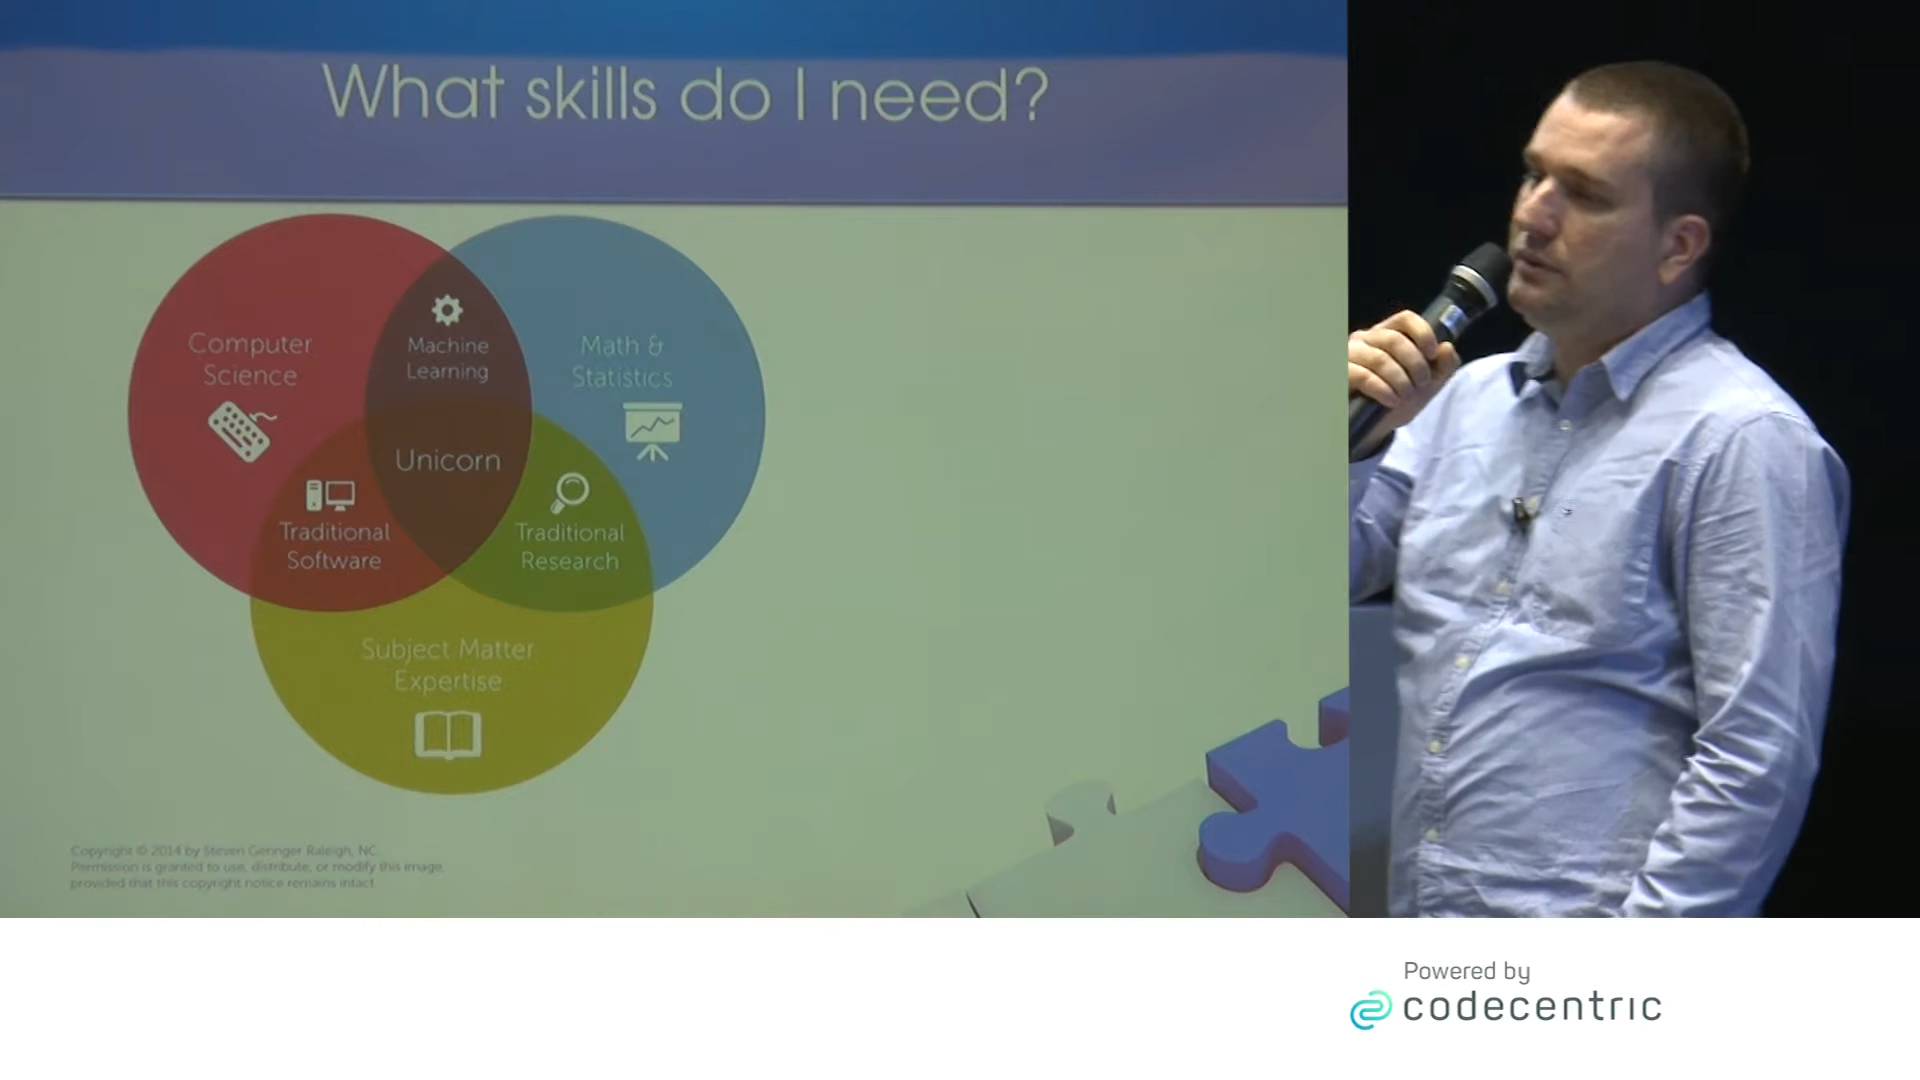 What skills do I need?
Computer
Science
Machine
Learning
Math &
Statistics
Unicorn
Traditional
Software
Traditional
Research
Subject Matter
Expertise
Copyright © 2014 by Steven Geringer Raleigh, NC.
Permission is granted to use, distribute, or modify this image,
provided that this copyright notice remains intact.
Powered by
codecentric